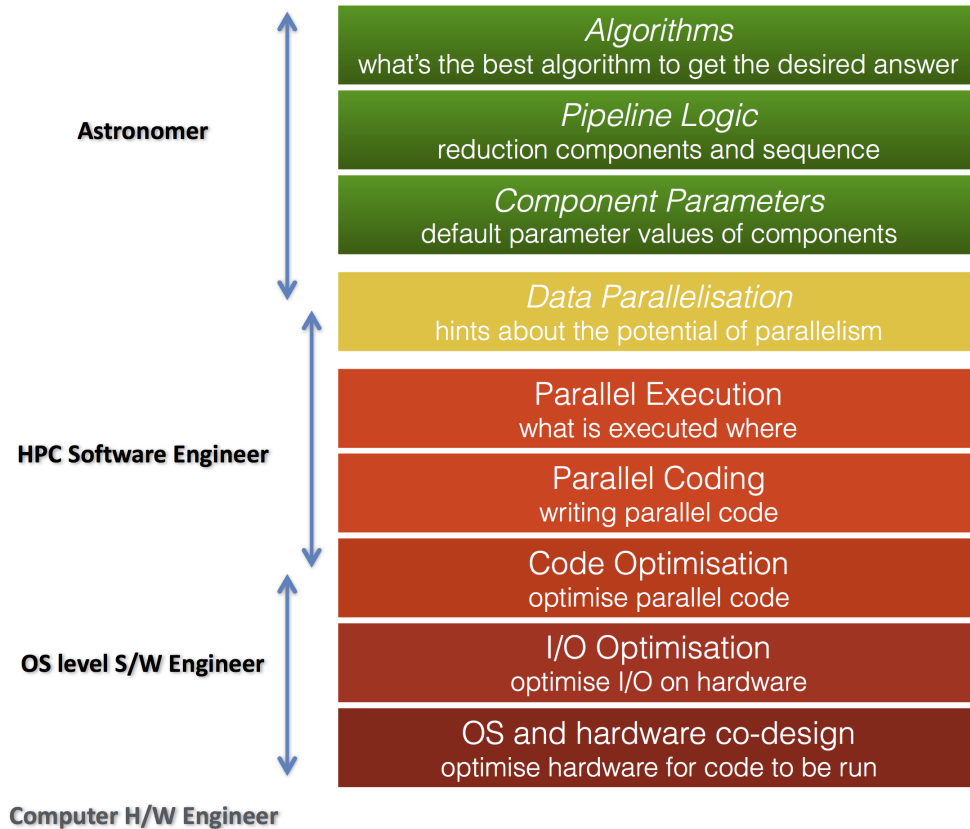 Algorithms
what's the best algorithm to get the desired answer
Astronomer
Pipeline Logic
reduction components and sequence
Component Parameters
default parameter values of components
Data Parallelisation
hints about the potential of parallelism
HPC Software Engineer
Parallel Execution
what is executed where
Parallel Coding
writing parallel code
Code Optimisation
optimise parallel code
OS level S/W Engineer
I/O Optimisation
optimise I/O on hardware
OS and hardware co-design
optimise hardware for code to be run
Computer H/W Engineer